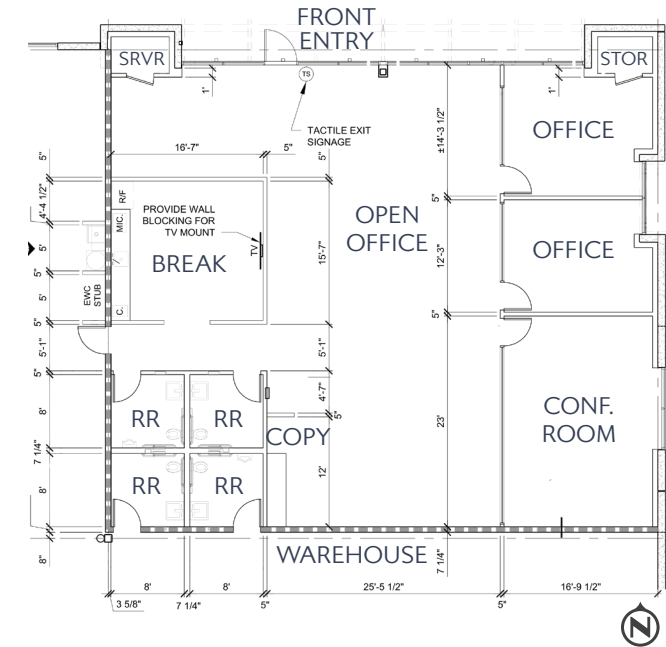 FRONT
ENTRY
SRVR
STOR
TS
1'
1'
TACTILE EXIT
SIGNAGE
OFFICE
±14'-3 1/2"
16'-7"
5"
5"
5"
4'-4 1/2"
R/F
MIC.
PROVIDE WALL
BLOCKING FOR
TV MOUNT
TV
OPEN
OFFICE
5"
OFFICE
12'-3"
15'-7"
BREAK
5'
5"
5'
EWC
STUB
C.
5"
5"
5'-1"
5'-1"
5"
4'-7"
5"
8'
RR
RR
COPY
23'
CONF.
ROOM
7 1/4"
12'
8'
RR
RR
8"
WAREHOUSE
7 1/4"
8'
8'
25'-5 1/2"
16'-9 1/2"
3 5/8"
7 1/4"
5"
5"
N